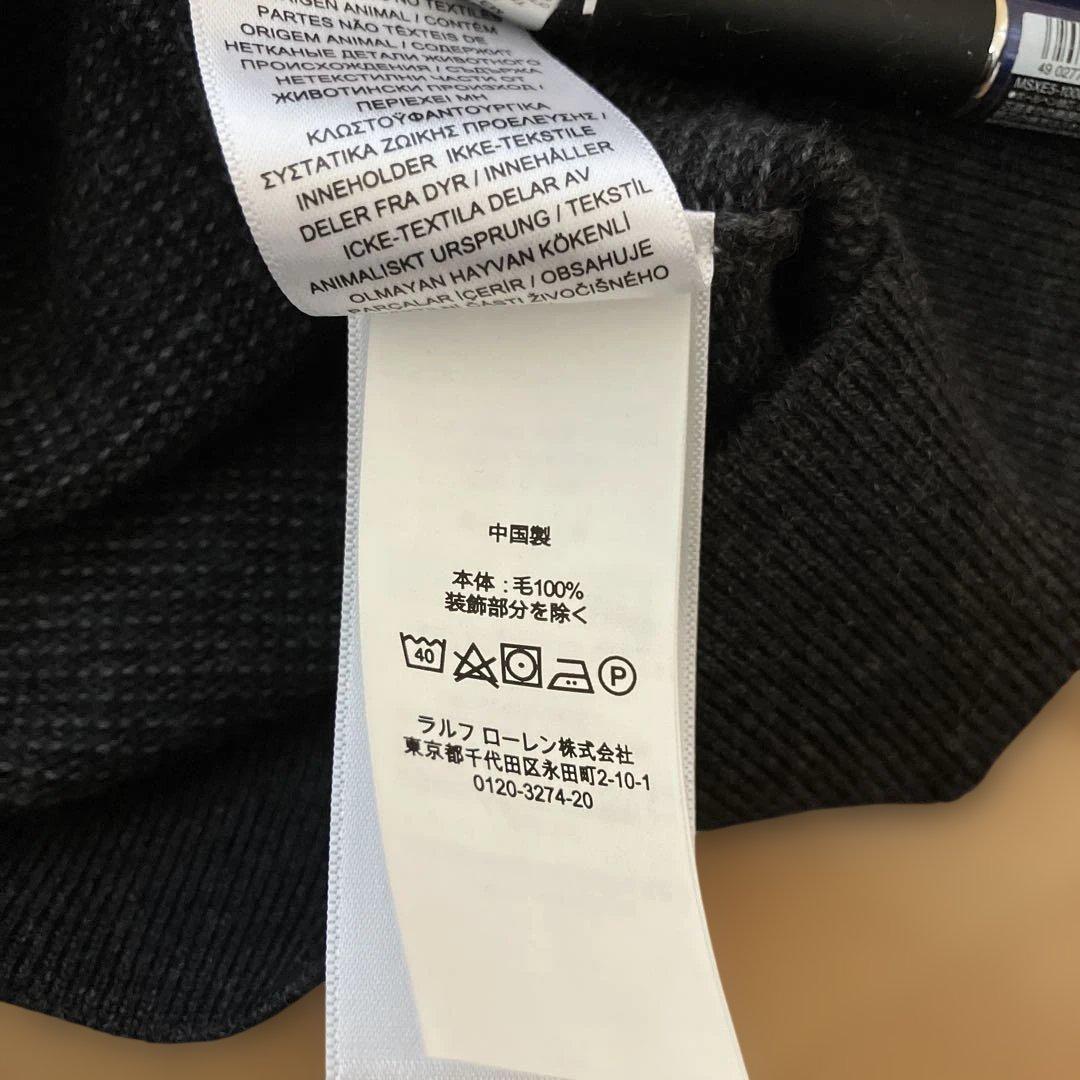 ORIGEN ANIMAL / CONTÉM
PARTES NÃO TÊXTEIS DE
ORIGEM ANIMAL / СОДЕРЖИТ
НЕТКАНЫЕ ДЕТАЛИ ЖИВОТНОГО
ПРОИСХОЖДЕНИЯ / СЪДЪРЖА
НЕТЕКСТИЛНИ ЧАСТИ ОТ
ЖИВОТИНСКИ ПРОИЗХОД /
ΠΕΡΙΕΧΕΙ ΜΗ
ΚΛΩΣΤΟΫΦΑΝΤΟΥΡΓΙΚΑ
ΣΥΣΤΑΤΙΚΑ ΖΩΙΚΗΣ ΠΡΟΕΛΕΥΣΗΣ /
INNEHOLDER IKKE-TEKSTILE
DELER FRA DYR / INNEHÅLLER
ICKE-TEXTILA DELAR AV
ANIMALISKT URSPRUNG / TEKSTİL
OLMAYAN HAYVAN KÖKENLİ
PARÇALAR İÇERİR / OBSAHUJE
ČÁSTI ŽIVOČIŠNÉHO
中国製
本体 : 毛100%
装飾部分を除く
40 P
ラルフ ローレン株式会社
東京都千代田区永田町2-10-1
0120-3274-20